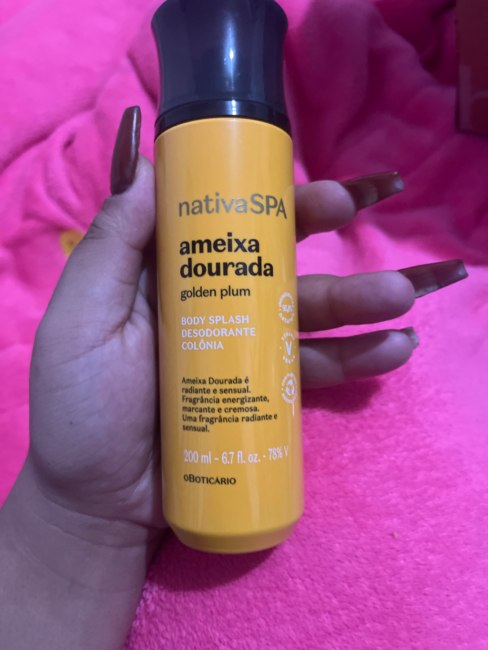 nativaSPA
ameixa
dourada
golden plum
BODY SPLASH
DESODORANTE
COLÔNIA
Ameixa Dourada é
radiante e sensual.
Fragrância energizante,
marcante e cremosa.
Uma fragrância radiante e
sensual.
200 ml - 6.7 fl. oz. - 78% V
oBOTICÁRIO